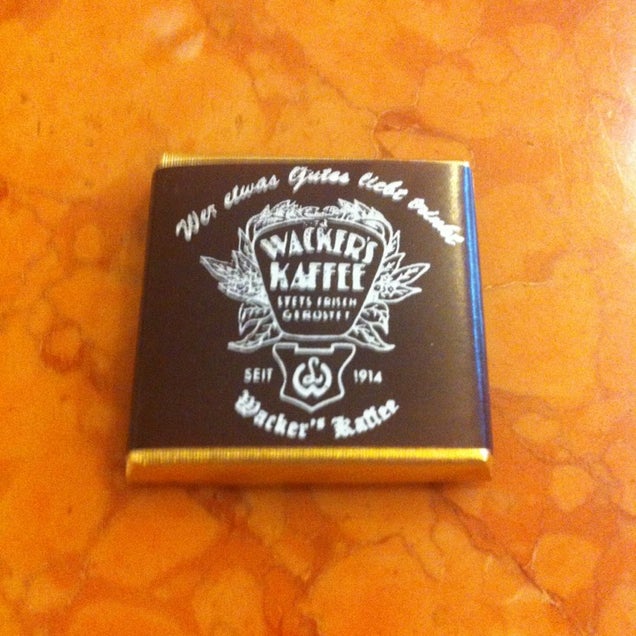 Wer etwas Gutes liebt trinkt
WACKER'S
KAFFEE
STETS FRISCH
GERÖSTET
SEIT 1914
Wacker's Kaffee